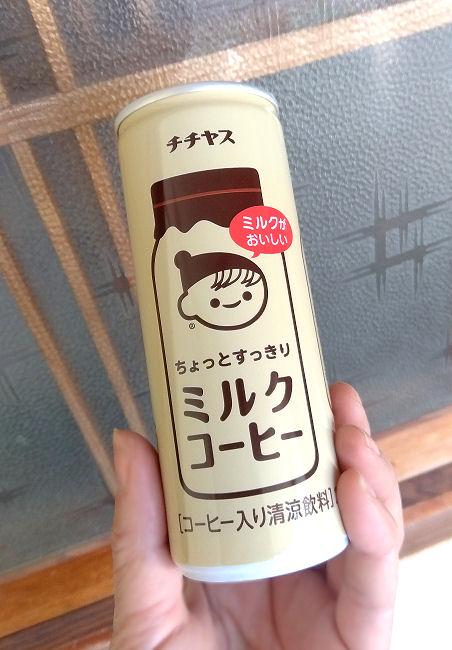 チチヤス
ミルクが
おいしい
®
ちょっとすっきり
ミルク
コーヒー
[コーヒー入り清涼飲料]